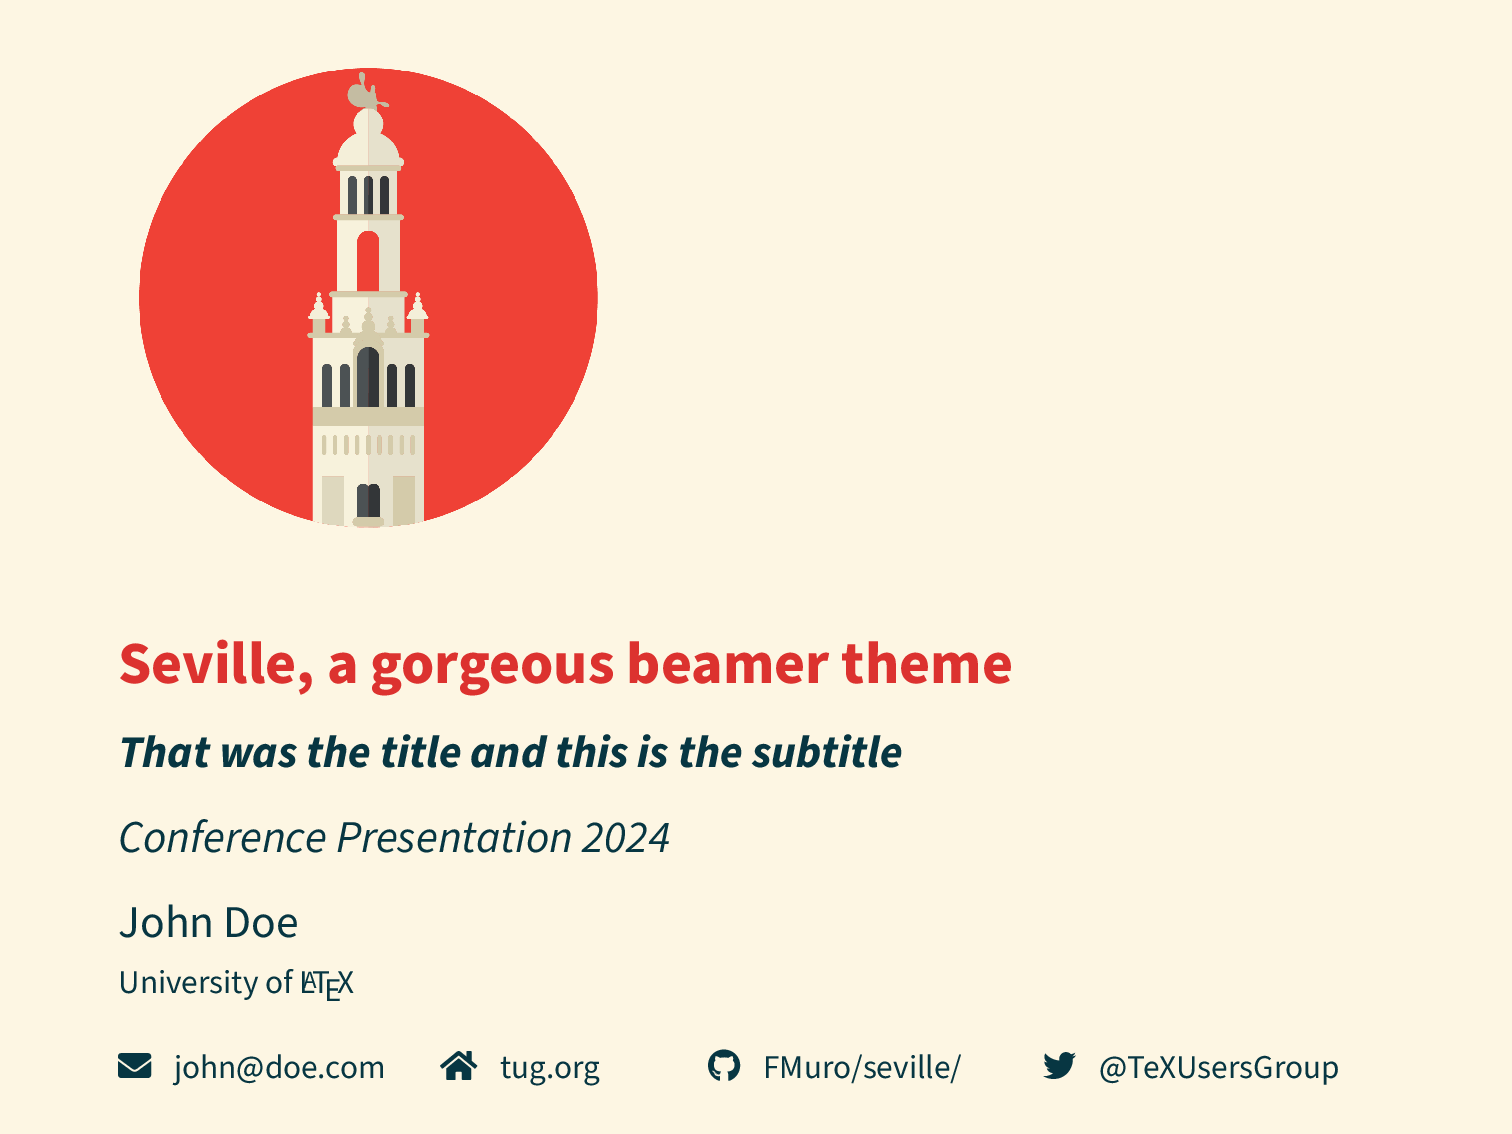 Seville, a gorgeous beamer theme
That was the title and this is the subtitle
Conference Presentation 2024
John Doe
University of LATEX
john@doe.com tug.org FMuro/seville/ @TeXUsersGroup